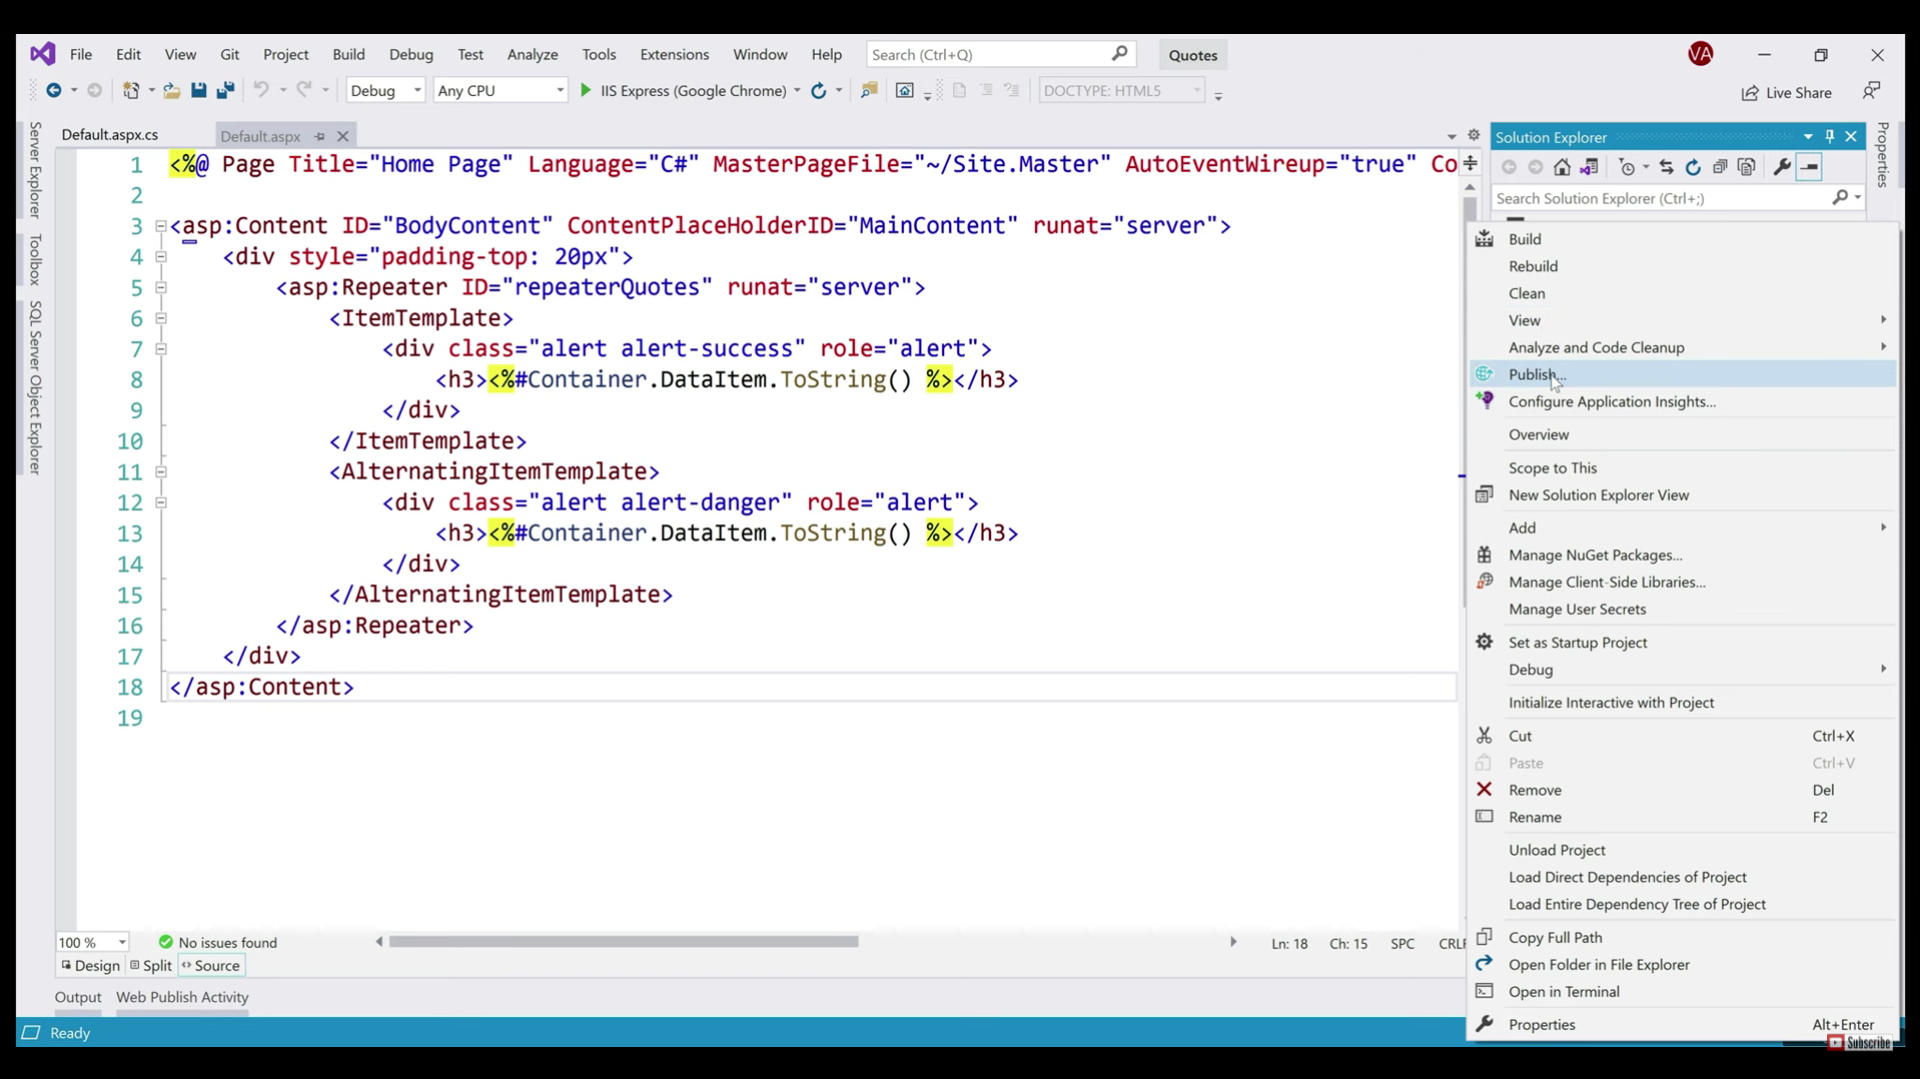 File Edit View Git Project Build Debug Test Analyze Tools Extensions Window Help Search (Ctrl+Q) Quotes VA
Debug Any CPU IIS Express (Google Chrome) DOCTYPE: HTML5 Live Share
Server Explorer
Toolbox
SQL Server Object Explorer
Default.aspx.cs Default.aspx
1 <%@ Page Title="Home Page" Language="C#" MasterPageFile="~/Site.Master" AutoEventWireup="true" Co
2
3 <asp:Content ID="BodyContent" ContentPlaceHolderID="MainContent" runat="server">
4 <div style="padding-top: 20px">
5 <asp:Repeater ID="repeaterQuotes" runat="server">
6 <ItemTemplate>
7 <div class="alert alert-success" role="alert">
8 <h3><%#Container.DataItem.ToString() %></h3>
9 </div>
10 </ItemTemplate>
11 <AlternatingItemTemplate>
12 <div class="alert alert-danger" role="alert">
13 <h3><%#Container.DataItem.ToString() %></h3>
14 </div>
15 </AlternatingItemTemplate>
16 </asp:Repeater>
17 </div>
18 </asp:Content>
19
100 % No issues found Ln: 18 Ch: 15 SPC CRLF
Design Split Source
Output Web Publish Activity
Ready
Solution Explorer
Search Solution Explorer (Ctrl+;)
Properties
Build
Rebuild
Clean
View
Analyze and Code Cleanup
Publish...
Configure Application Insights...
Overview
Scope to This
New Solution Explorer View
Add
Manage NuGet Packages...
Manage Client-Side Libraries...
Manage User Secrets
Set as Startup Project
Debug
Initialize Interactive with Project
Cut Ctrl+X
Paste Ctrl+V
Remove Del
Rename F2
Unload Project
Load Direct Dependencies of Project
Load Entire Dependency Tree of Project
Copy Full Path
Open Folder in File Explorer
Open in Terminal
Properties Alt+Enter
Subscribe